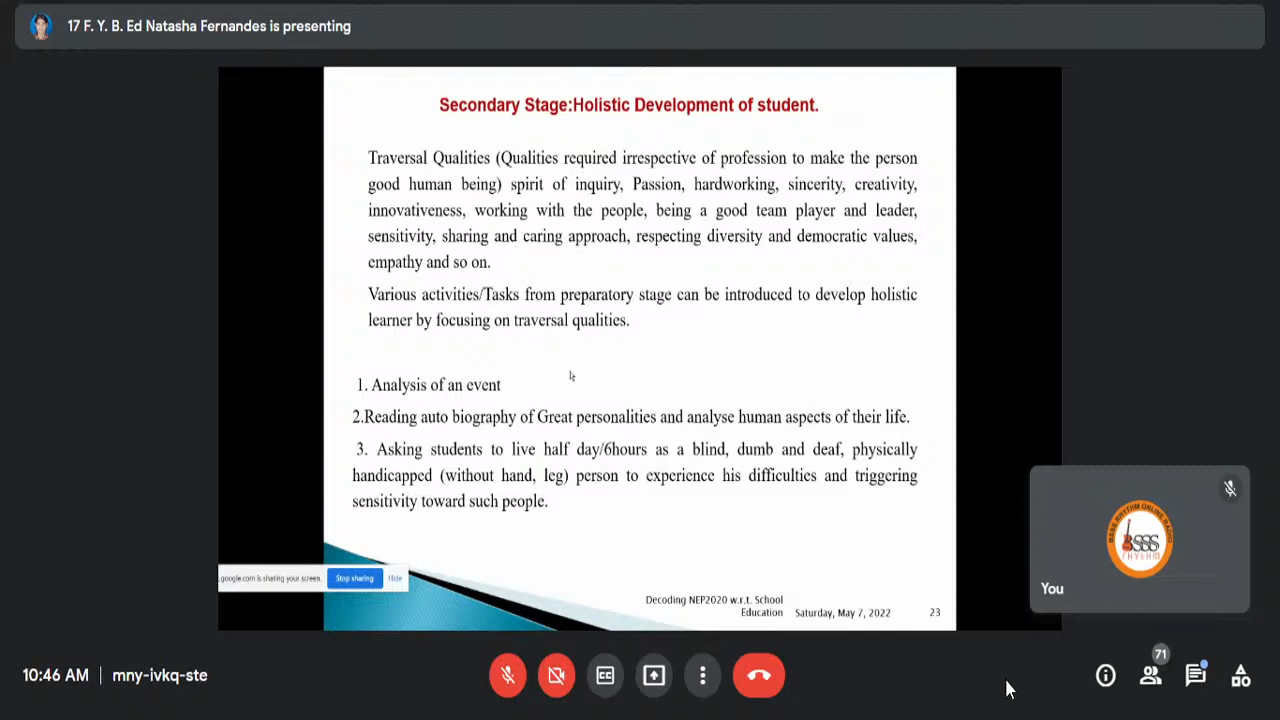 17 F. Y. B. Ed Natasha Fernandes is presenting
Secondary Stage:Holistic Development of student.
Traversal Qualities (Qualities required irrespective of profession to make the person
good human being) spirit of inquiry, Passion, hardworking, sincerity, creativity,
innovativeness, working with the people, being a good team player and leader,
sensitivity, sharing and caring approach, respecting diversity and democratic values,
empathy and so on.
Various activities/Tasks from preparatory stage can be introduced to develop holistic
learner by focusing on traversal qualities.
1. Analysis of an event
2.Reading auto biography of Great personalities and analyse human aspects of their life.
3. Asking students to live half day/6hours as a blind, dumb and deaf, physically
handicapped (without hand, leg) person to experience his difficulties and triggering
sensitivity toward such people.
.google.com is sharing your screen.
Stop sharing
Hide
Decoding NEP2020 w.r.t. School
Education
Saturday, May 7, 2022
23
BSSS RHYTHM ONLINE RADIO
BSSS
RHYTHM
You
10:46 AM
mny-ivkq-ste
CC
71